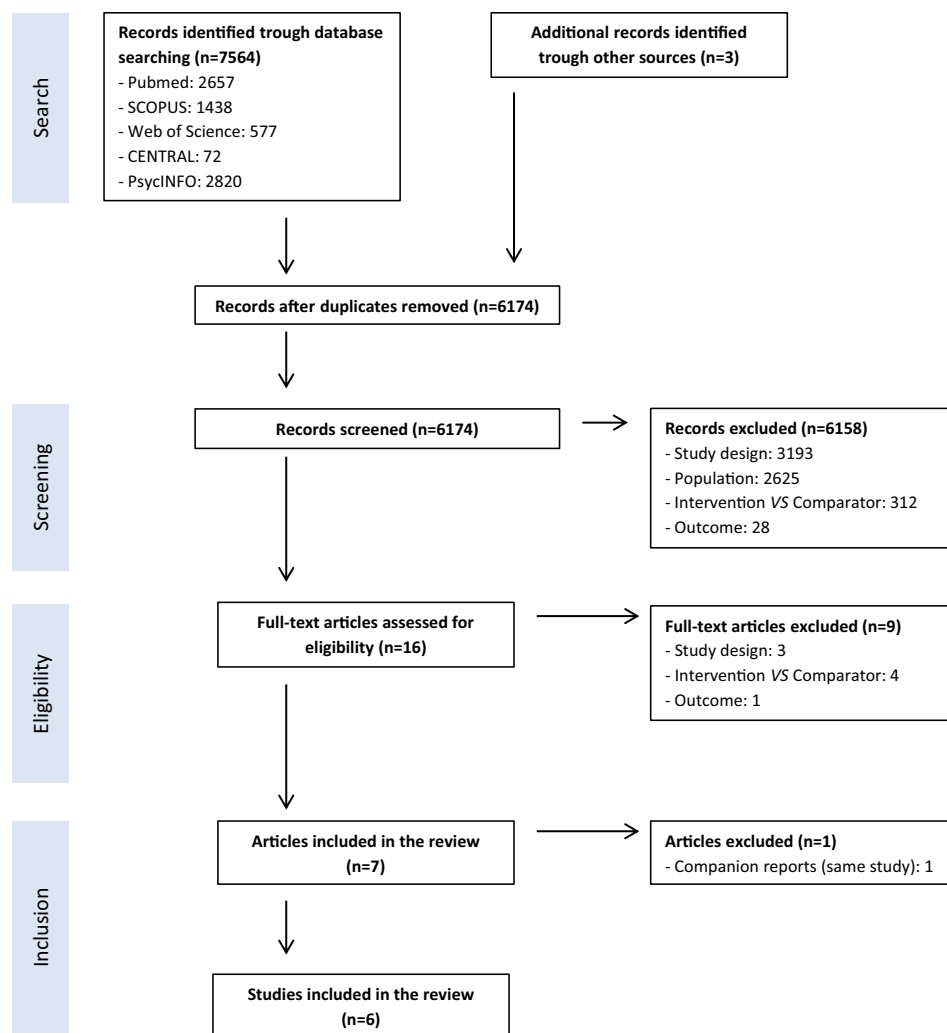 Search
Records identified trough database
searching (n=7564)
- Pubmed: 2657
- SCOPUS: 1438
- Web of Science: 577
- CENTRAL: 72
- PsycINFO: 2820
Additional records identified
trough other sources (n=3)
Records after duplicates removed (n=6174)
Screening
Records screened (n=6174)
Records excluded (n=6158)
- Study design: 3193
- Population: 2625
- Intervention VS Comparator: 312
- Outcome: 28
Eligibility
Full-text articles assessed for
eligibility (n=16)
Full-text articles excluded (n=9)
- Study design: 3
- Intervention VS Comparator: 4
- Outcome: 1
Inclusion
Articles included in the review
(n=7)
Articles excluded (n=1)
- Companion reports (same study): 1
Studies included in the review
(n=6)